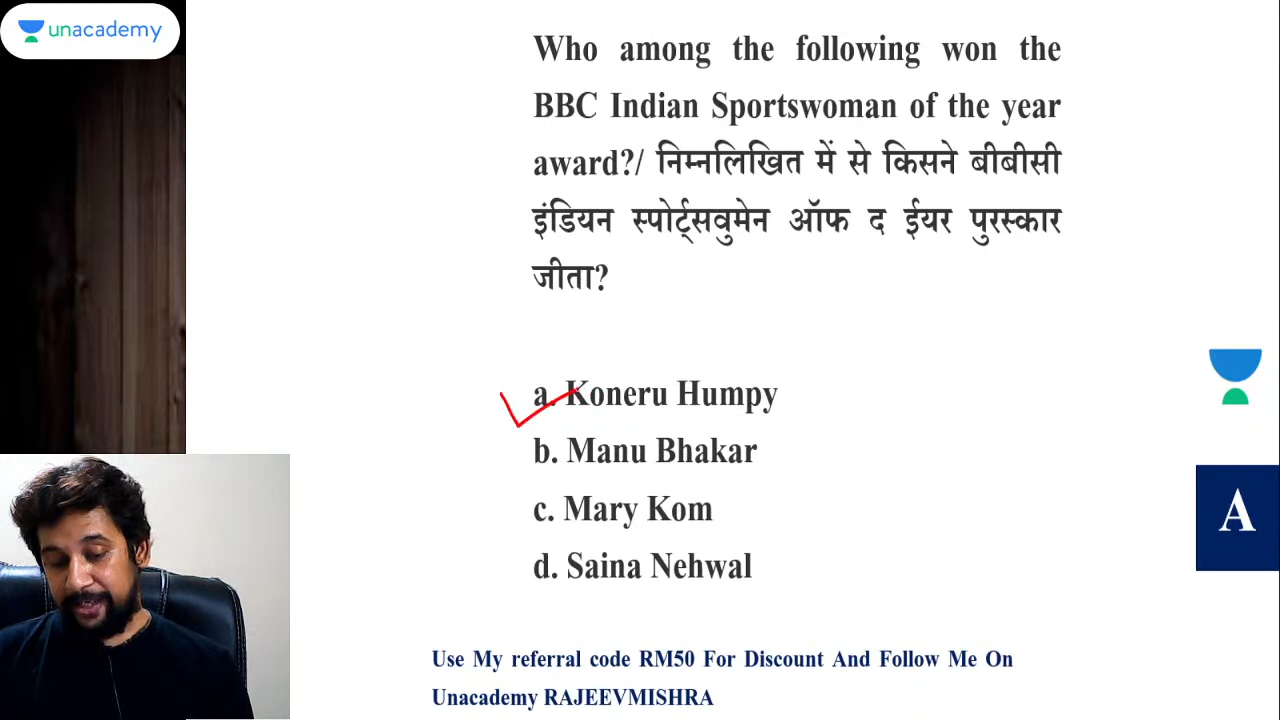 unacademy
Who among the following won the
BBC Indian Sportswoman of the year
award?/ निम्नलिखित में से किसने बीबीसी
इंडियन स्पोर्ट्सवुमेन ऑफ द ईयर पुरस्कार
जीता?
a. Koneru Humpy
b. Manu Bhakar
c. Mary Kom
d. Saina Nehwal
A
Use My referral code RM50 For Discount And Follow Me On
Unacademy RAJEEVMISHRA